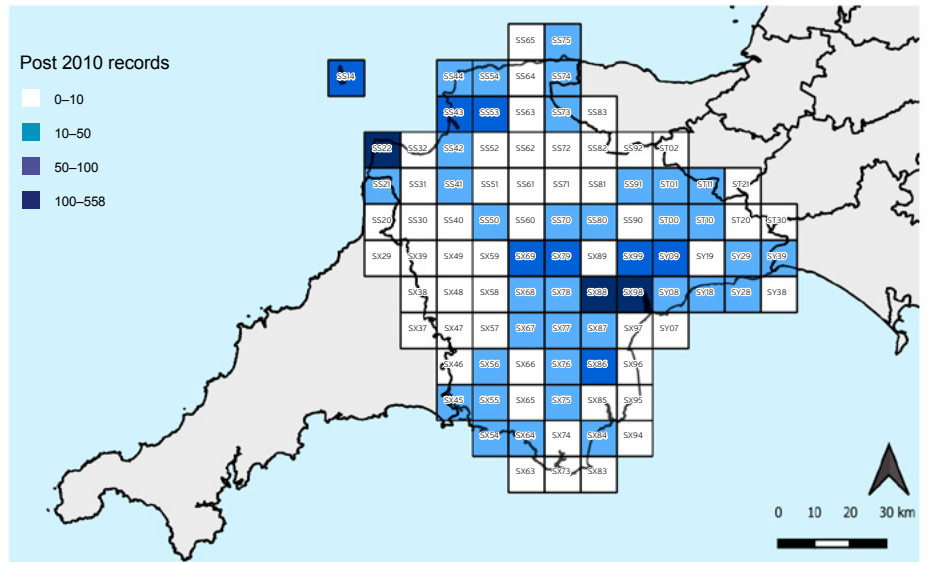 Post 2010 records
0–10
10–50
50–100
100–558
SS65 SS75
SS14 SS44 SS54 SS64 SS74
SS43 SS53 SS63 SS73 SS83
SS22 SS32 SS42 SS52 SS62 SS72 SS82 SS92 ST02
SS21 SS31 SS41 SS51 SS61 SS71 SS81 SS91 ST01 ST11 ST21
SS20 SS30 SS40 SS50 SS60 SS70 SS80 SS90 ST00 ST10 ST20 ST30
SX29 SX39 SX49 SX59 SX69 SX79 SX89 SX99 SY09 SY19 SY29 SY39
SX38 SX48 SX58 SX68 SX78 SX88 SX98 SY08 SY18 SY28 SY38
SX37 SX47 SX57 SX67 SX77 SX87 SX97 SY07
SX46 SX56 SX66 SX76 SX86 SX96
SX45 SX55 SX65 SX75 SX85 SX95
SX54 SX64 SX74 SX84 SX94
SX63 SX73 SX83
0 10 20 30 km